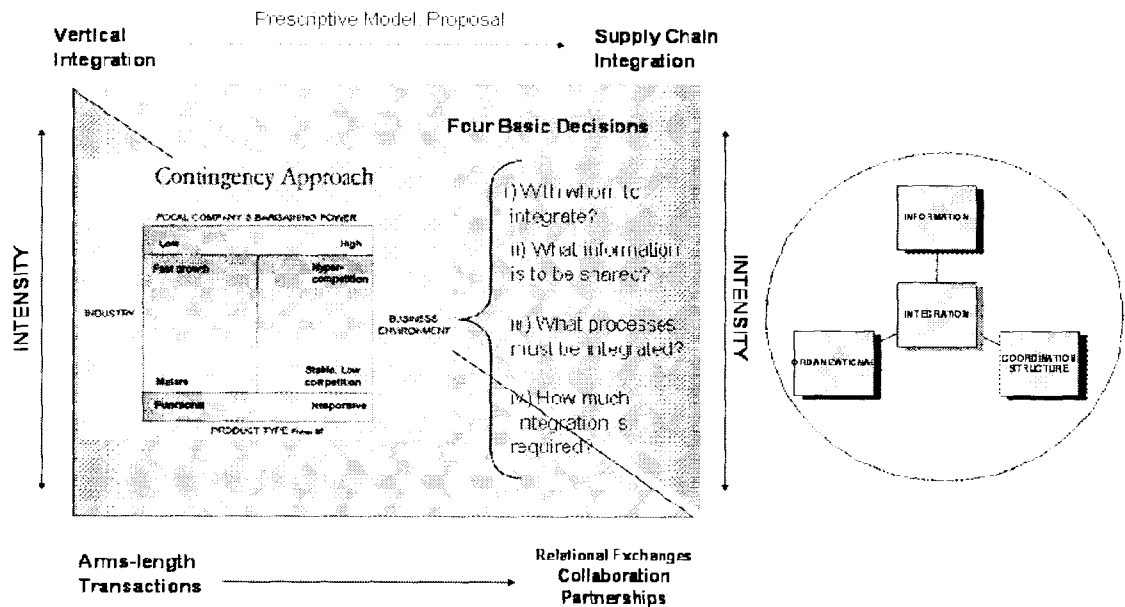 Prescriptive Model. Proposal
Vertical
Integration
Supply Chain
Integration
Four Basic Decisions
Contingency Approach
FOCAL COMPANY'S BARGAINING POWER
Low
High
Fast growth
Hyper-
competition
INDUSTRY
BUSINESS
ENVIRONMENT
Mature
Stable, Low
competition
Functional
Responsive
PRODUCT TYPE
i) With whom to
integrate?
ii) What information
is to be shared?
iii) What processes
must be integrated?
iv) How much
integration is
required?
INTENSITY
INTENSITY
INFORMATION
INTEGRATION
ORGANIZATIONAL
COORDINATION
STRUCTURE
Arms-length
Transactions
Relational Exchanges
Collaboration
Partnerships